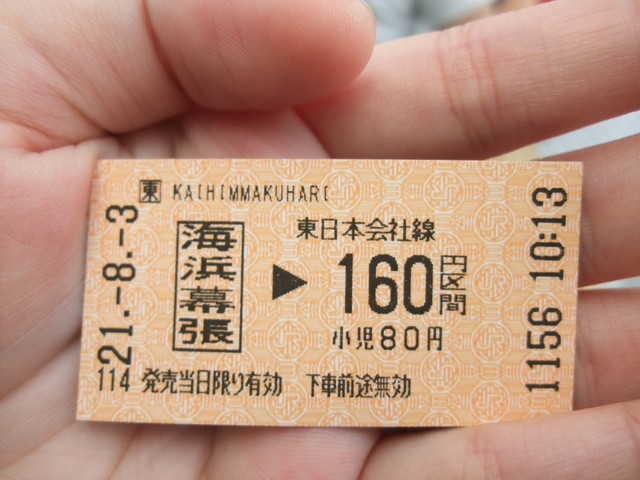 東 KAIHIMMAKUHARI
海浜幕張
東日本会社線
▶160円区間
小児80円
21.-8.-3
114 発売当日限り有効 下車前途無効
1156 10:13